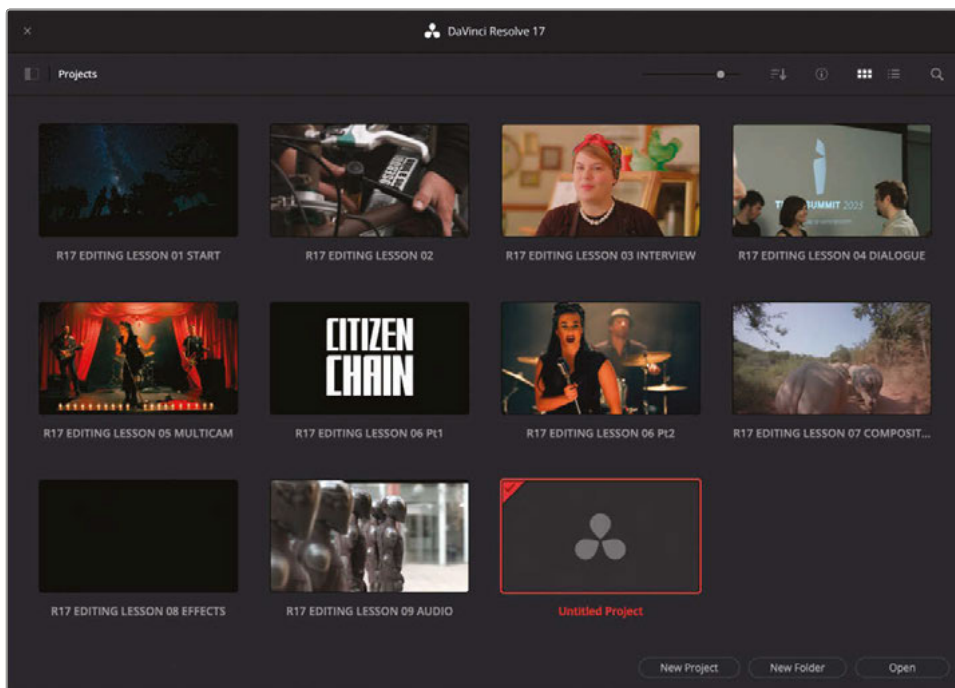 DaVinci Resolve 17
Projects
R17 EDITING LESSON 01 START
R17 EDITING LESSON 02
R17 EDITING LESSON 03 INTERVIEW
R17 EDITING LESSON 04 DIALOGUE
SUMMIT 2023
R17 EDITING LESSON 05 MULTICAM
R17 EDITING LESSON 06 Pt1
CITIZEN
CHAIN
R17 EDITING LESSON 06 Pt2
R17 EDITING LESSON 07 COMPOSIT...
R17 EDITING LESSON 08 EFFECTS
R17 EDITING LESSON 09 AUDIO
Untitled Project
New Project
New Folder
Open